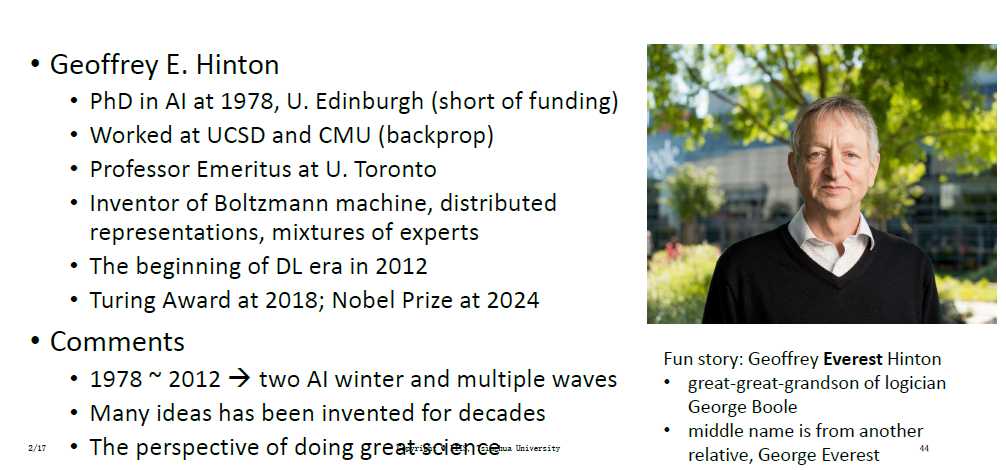 • Geoffrey E. Hinton
• PhD in AI at 1978, U. Edinburgh (short of funding)
• Worked at UCSD and CMU (backprop)
• Professor Emeritus at U. Toronto
• Inventor of Boltzmann machine, distributed
representations, mixtures of experts
• The beginning of DL era in 2012
• Turing Award at 2018; Nobel Prize at 2024
• Comments
• 1978 ~ 2012 → two AI winter and multiple waves
• Many ideas has been invented for decades
• The perspective of doing great science
Fun story: Geoffrey Everest Hinton
• great-great-grandson of logician
George Boole
• middle name is from another
relative, George Everest
2/17
Tsinghua University
44